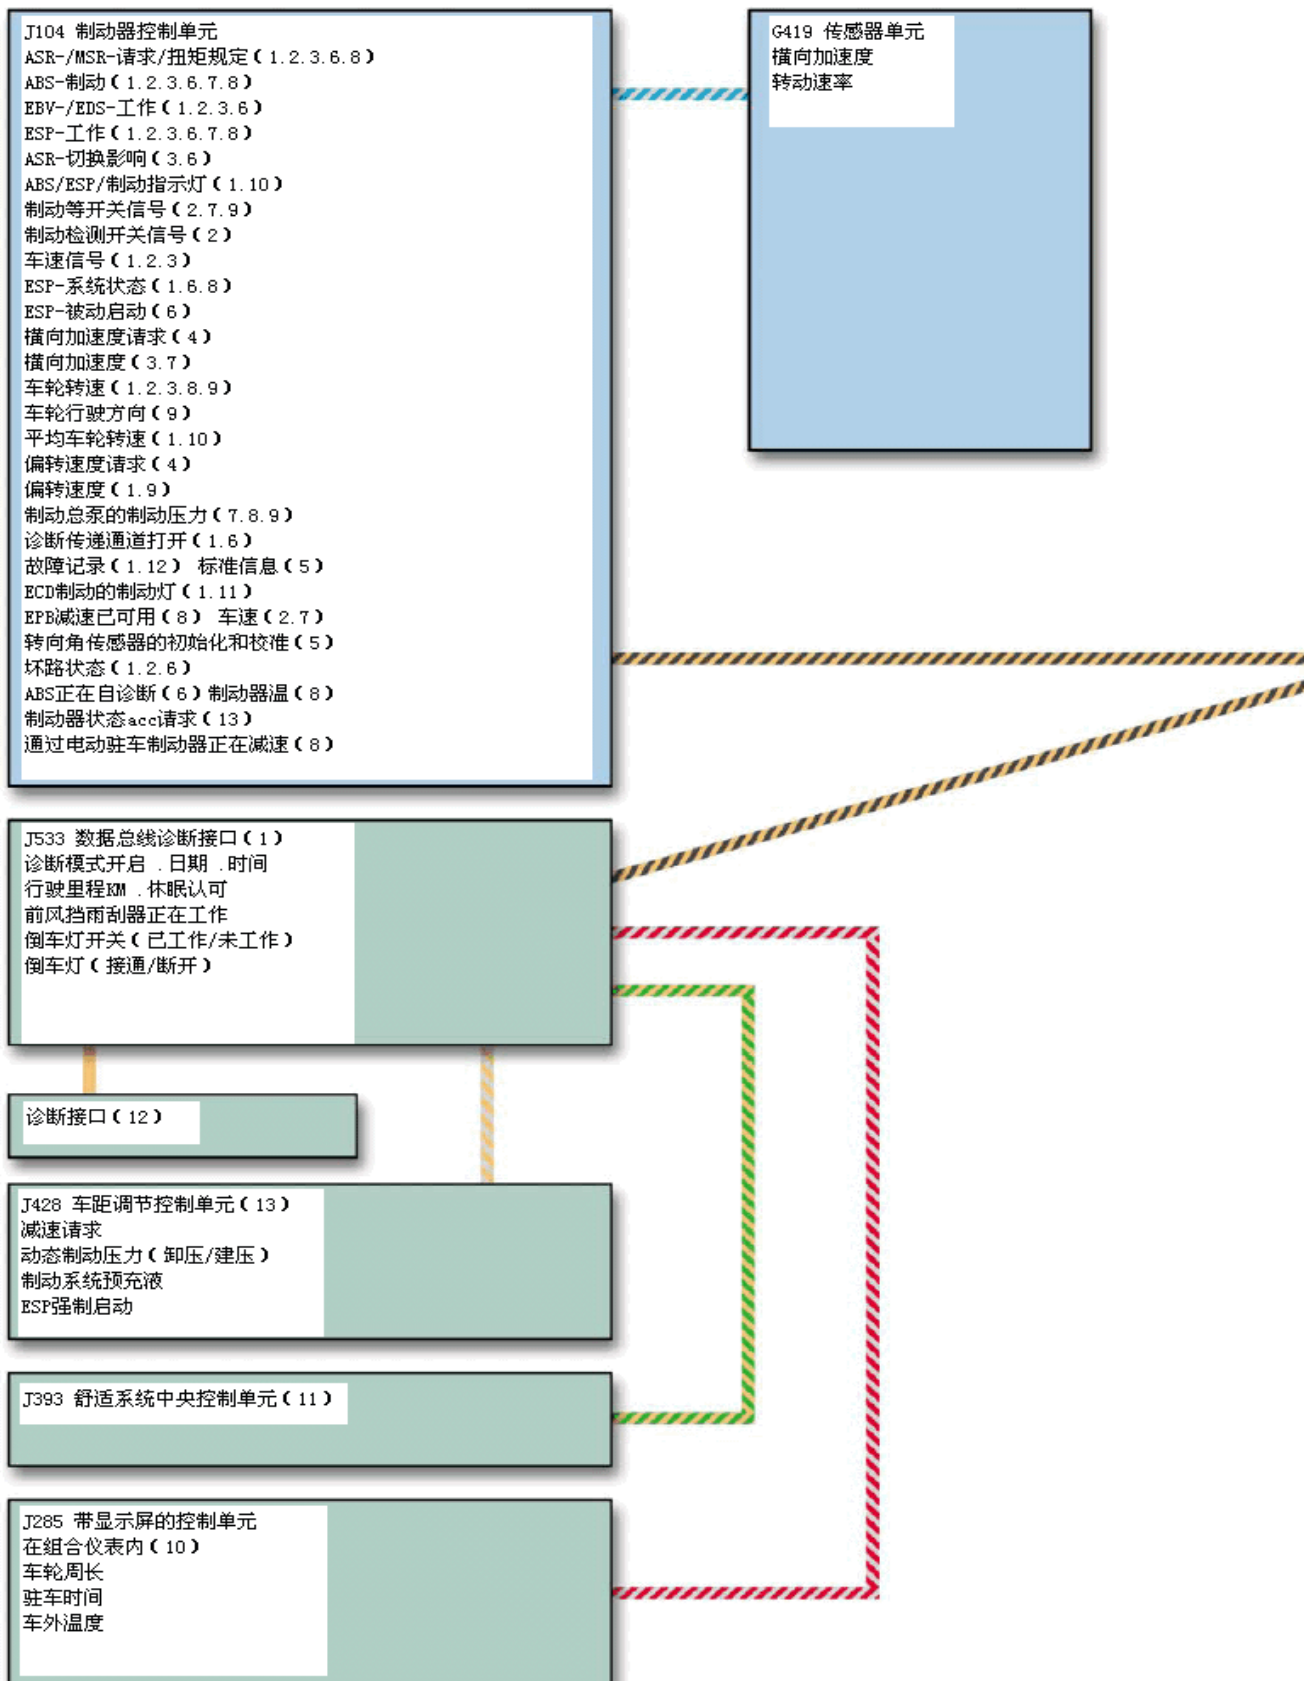 J104 制动器控制单元
ASR-/MSR-请求/扭矩规定(1.2.3.6.8)
ABS-制动(1.2.3.6.7.8)
EBV-/EDS-工作(1.2.3.6)
ESP-工作(1.2.3.6.7.8)
ASR-切换影响(3.6)
ABS/ESP/制动指示灯(1.10)
制动等开关信号(2.7.9)
制动检测开关信号(2)
车速信号(1.2.3)
ESP-系统状态(1.6.8)
ESP-被动启动(6)
横向加速度请求(4)
横向加速度(3.7)
车轮转速(1.2.3.8.9)
车轮行驶方向(9)
平均车轮转速(1.10)
偏转速度请求(4)
偏转速度(1.9)
制动总泵的制动压力(7.8.9)
诊断传递通道打开(1.6)
故障记录(1.12) 标准信息(5)
ECD制动的制动灯(1.11)
EPB减速已可用(8) 车速(2.7)
转向角传感器的初始化和校准(5)
坏路状态(1.2.6)
ABS正在自诊断(6)制动器温(8)
制动器状态acc请求(13)
通过电动驻车制动器正在减速(8)
G419 传感器单元
横向加速度
转动速率
J533 数据总线诊断接口(1)
诊断模式开启 .日期 .时间
行驶里程KM .休眠认可
前风挡雨刮器正在工作
倒车灯开关(已工作/未工作)
倒车灯(接通/断开)
诊断接口(12)
J428 车距调节控制单元(13)
减速请求
动态制动压力(卸压/建压)
制动系统预充液
ESP强制启动
J393 舒适系统中央控制单元(11)
J285 带显示屏的控制单元
在组合仪表内(10)
车轮周长
驻车时间
车外温度